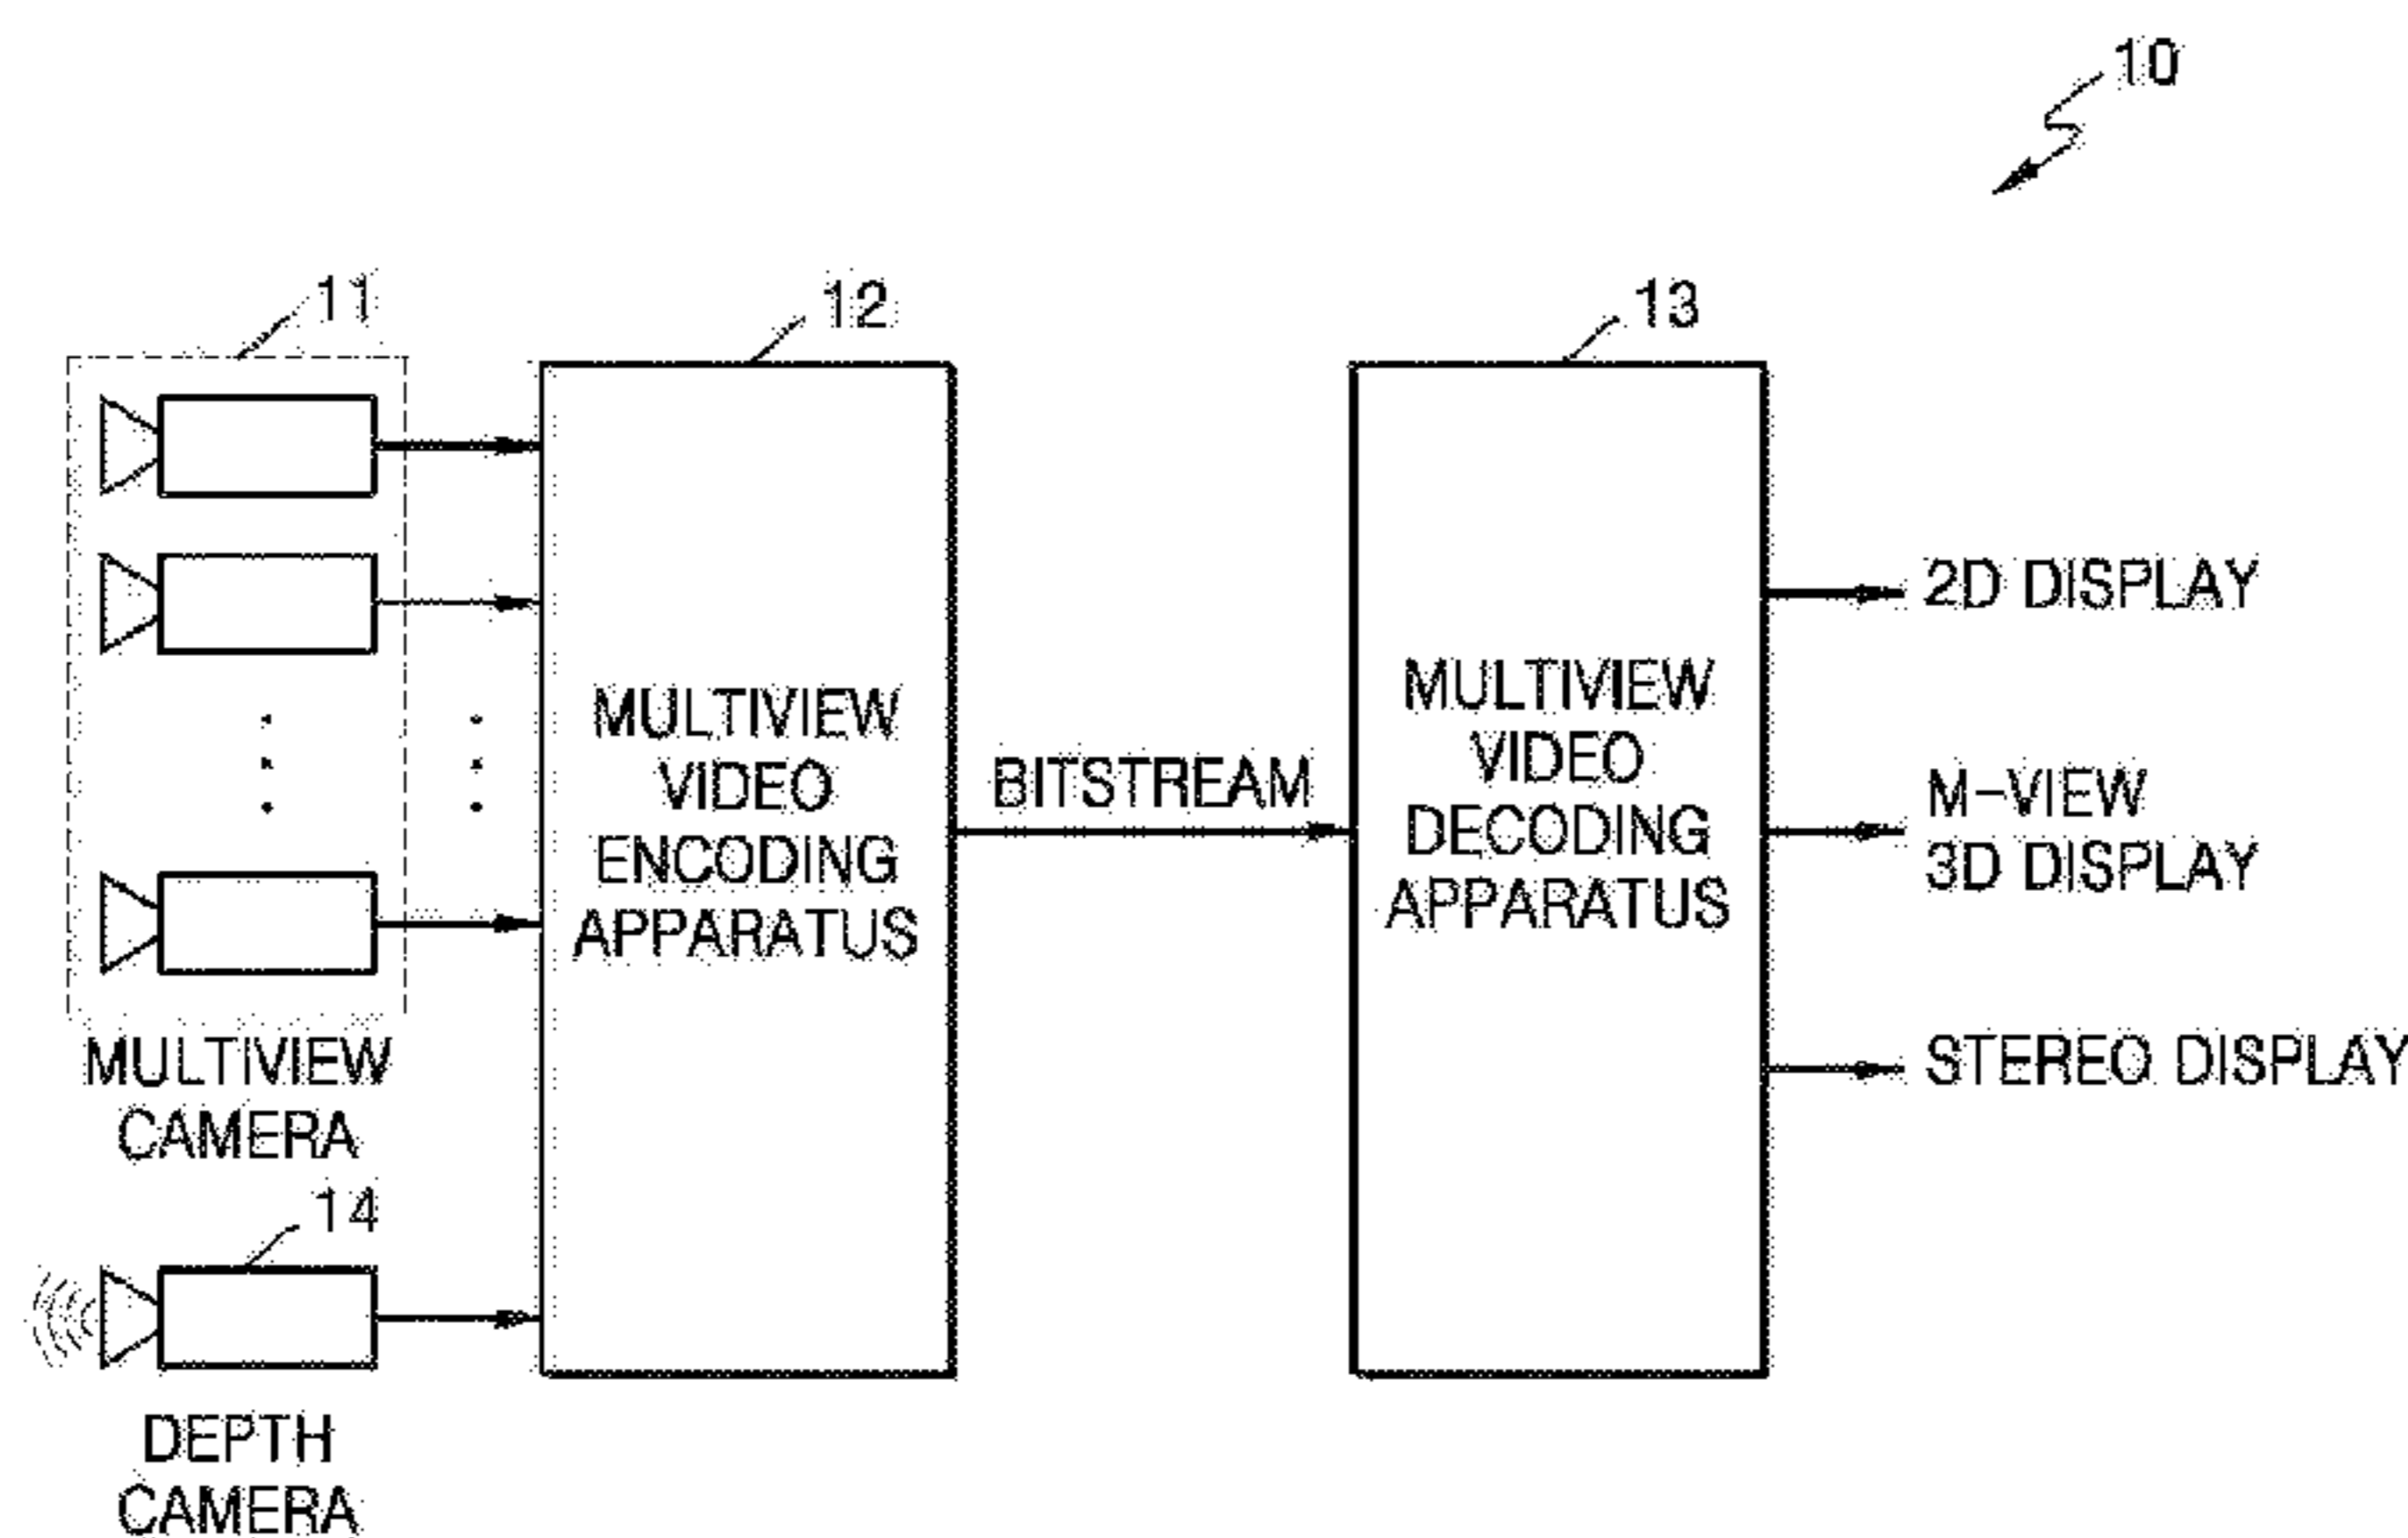 10
11
12
13
MULTIVIEW
VIDEO
ENCODING
APPARATUS
BITSTREAM
MULTIVIEW
VIDEO
DECODING
APPARATUS
2D DISPLAY
M-VIEW
3D DISPLAY
STEREO DISPLAY
MULTIVIEW
CAMERA
14
DEPTH
CAMERA